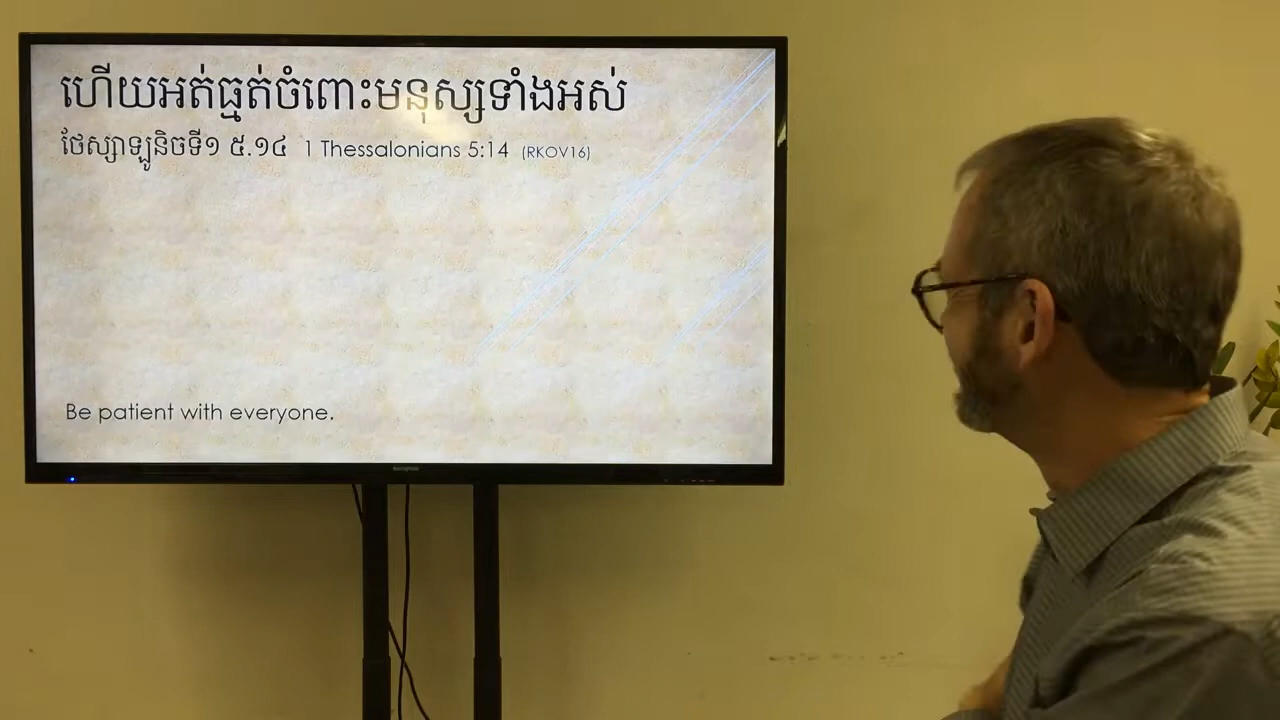 ហើយអត់ធ្មត់ចំពោះមនុស្សទាំងអស់
ថែស្សាឡូនិចទី១ ៥.១៤ 1 Thessalonians 5:14 (RKOV16)
Be patient with everyone.